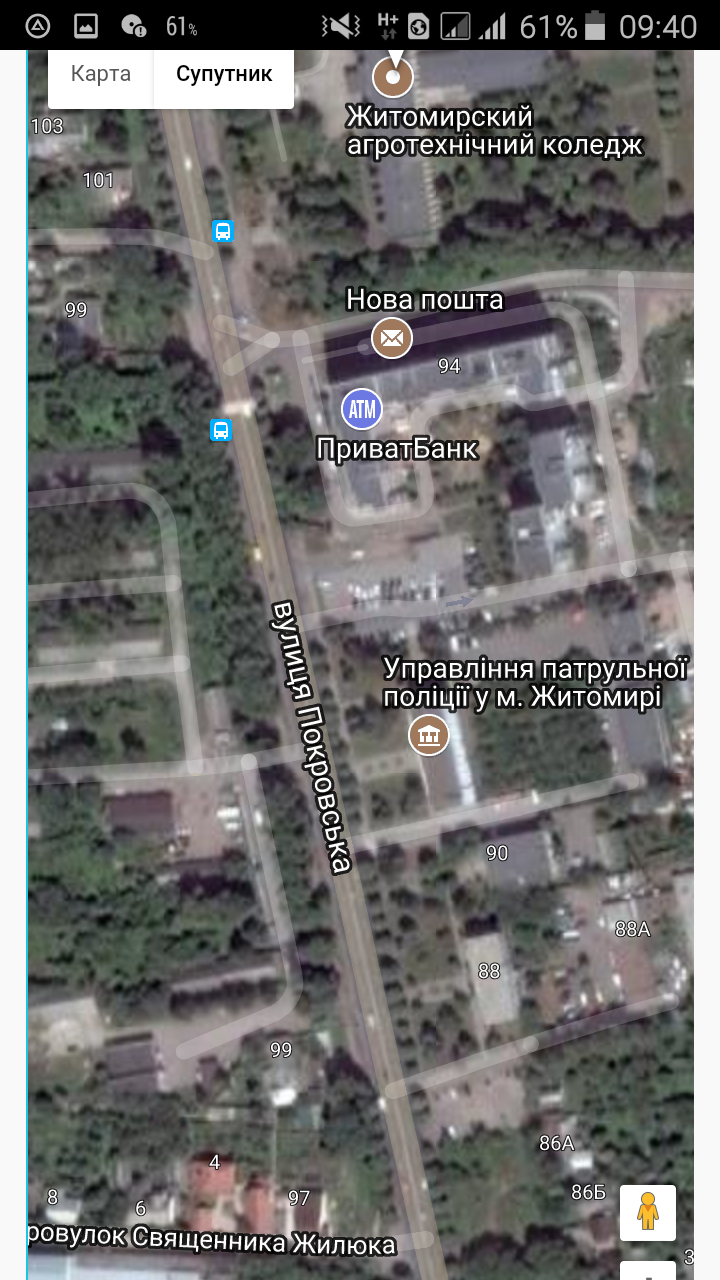 61%
H+
61%
09:40
Карта
Супутник
103
Житомирский
агротехнічний коледж
101
99
Нова пошта
94
ATM
ПриватБанк
вулиця Покровська
Управління патрульної
поліції у м. Житомирі
90
88А
88
99
86А
4
86Б
8
6
97
ровулок Священника Жилюка
3